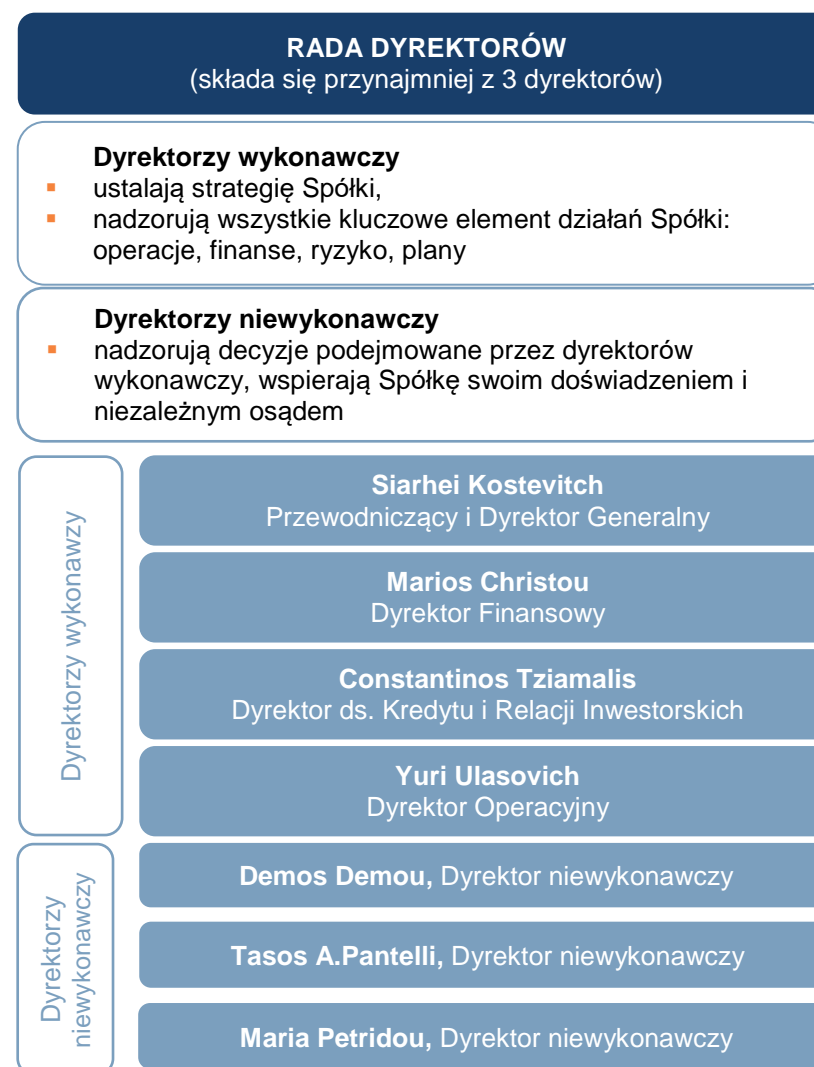 RADA DYREKTORÓW
(składa się przynajmniej z 3 dyrektorów)
Dyrektorzy wykonawczy
▪ ustalają strategię Spółki,
▪ nadzorują wszystkie kluczowe element działań Spółki:
operacje, finanse, ryzyko, plany
Dyrektorzy niewykonawczy
▪ nadzorują decyzje podejmowane przez dyrektorów
wykonawczy, wspierają Spółkę swoim doświadzeniem i
niezależnym osądem
Dyrektorzy wykonawzy
Siarhei Kostevitch
Przewodniczący i Dyrektor Generalny
Marios Christou
Dyrektor Finansowy
Constantinos Tziamalis
Dyrektor ds. Kredytu i Relacji Inwestorskich
Yuri Ulasovich
Dyrektor Operacyjny
Dyrektorzy
niewykonawczy
Demos Demou, Dyrektor niewykonawczy
Tasos A.Pantelli, Dyrektor niewykonawczy
Maria Petridou, Dyrektor niewykonawczy